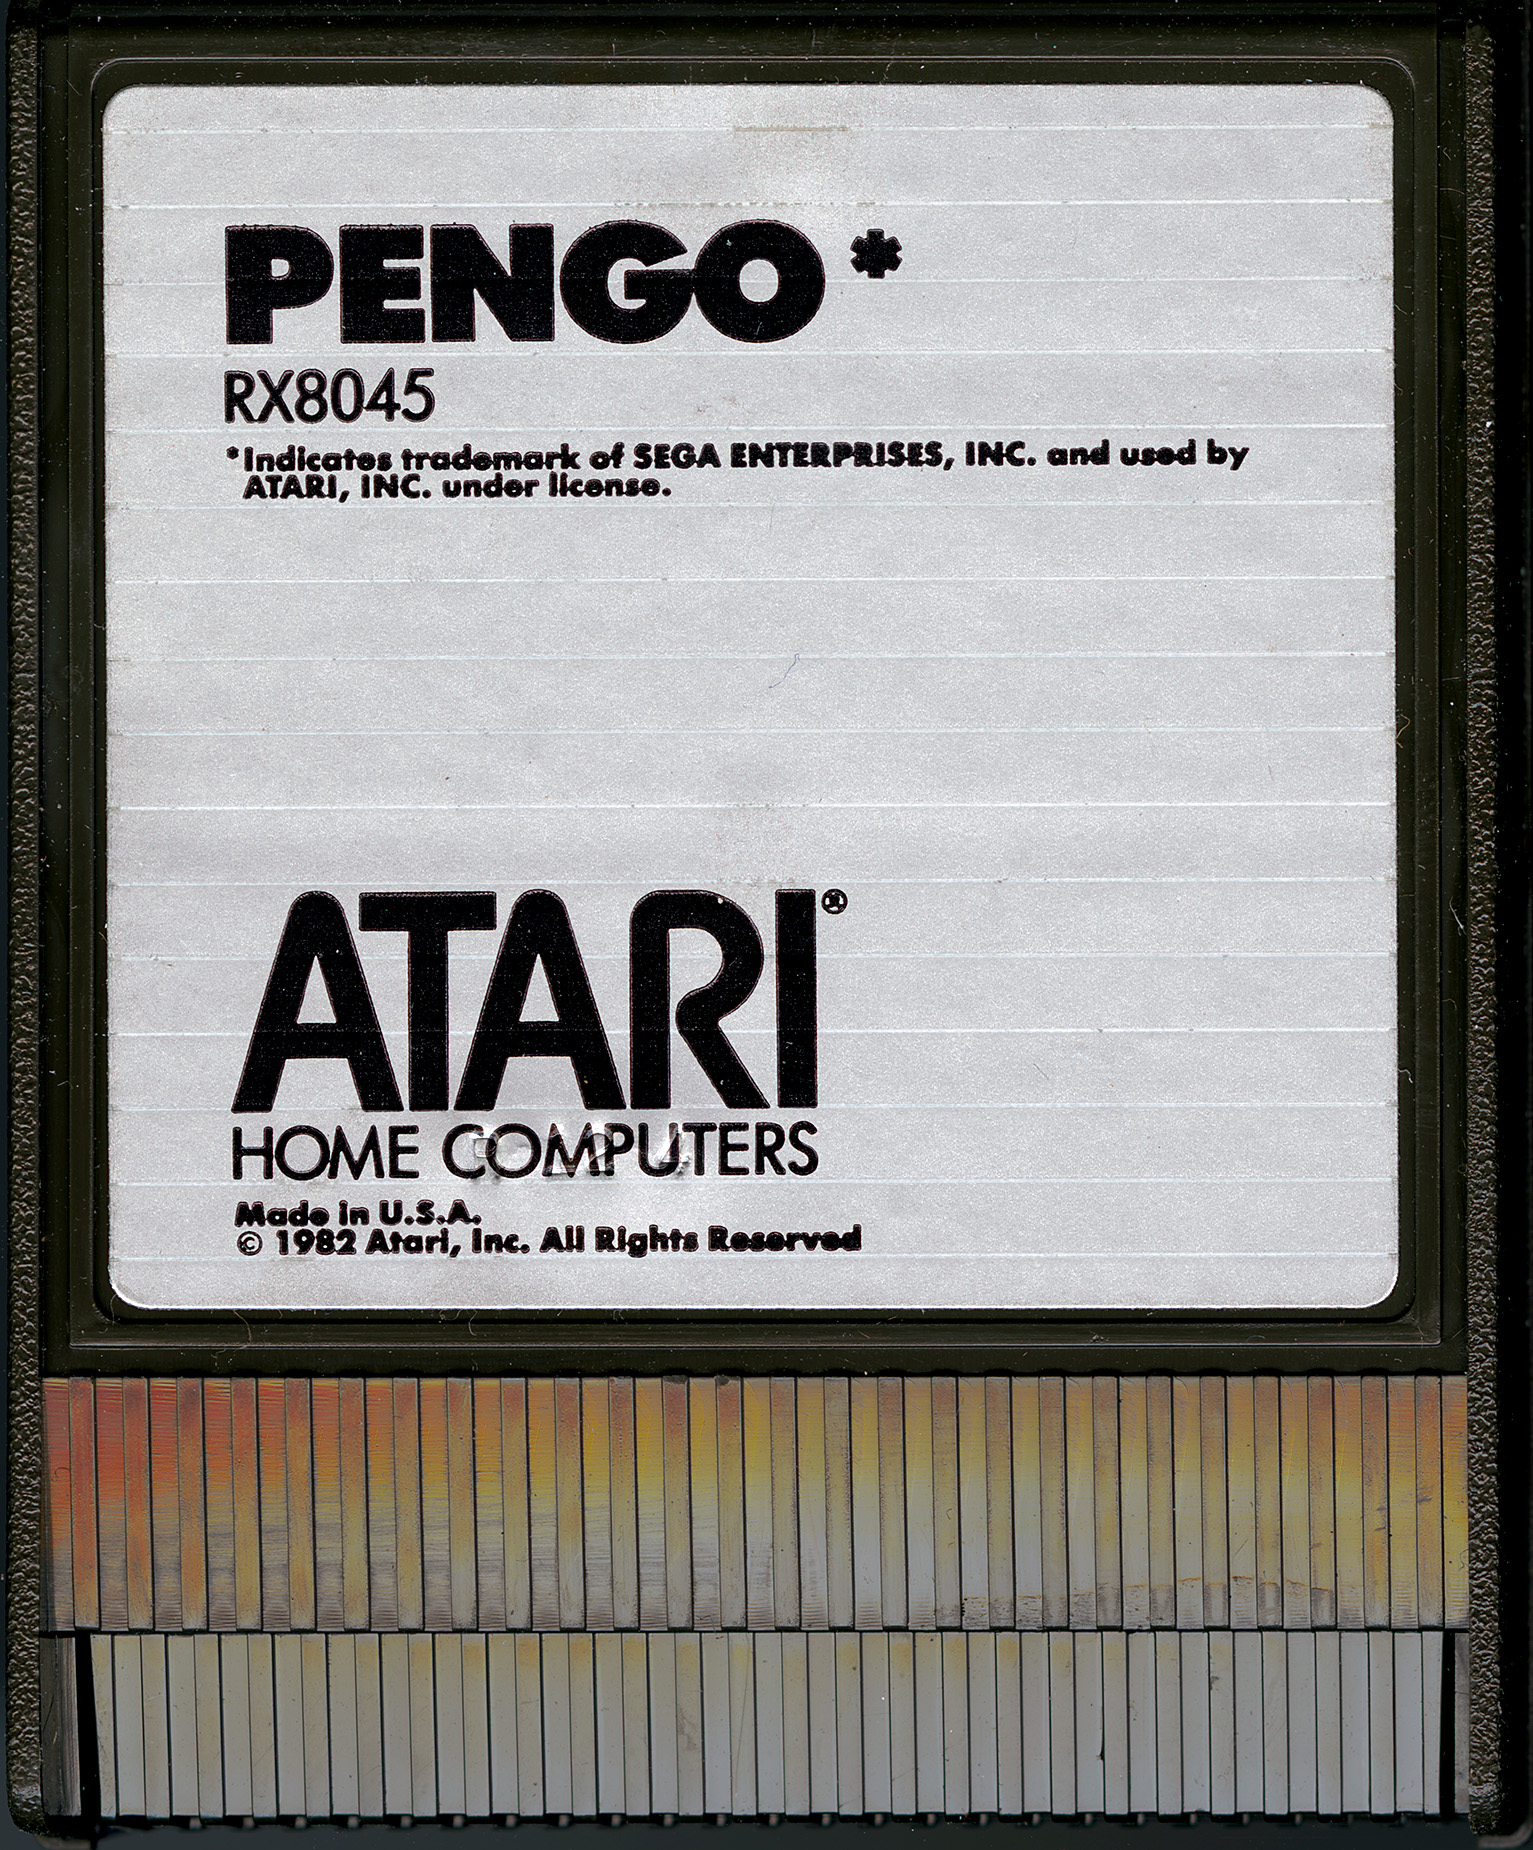 PENGO*
RX8045
*Indicates trademark of SEGA ENTERPRISES, INC. and used by
ATARI, INC. under license.
ATARI®
HOME COMPUTERS
Made in U.S.A.
© 1982 Atari, Inc. All Rights Reserved